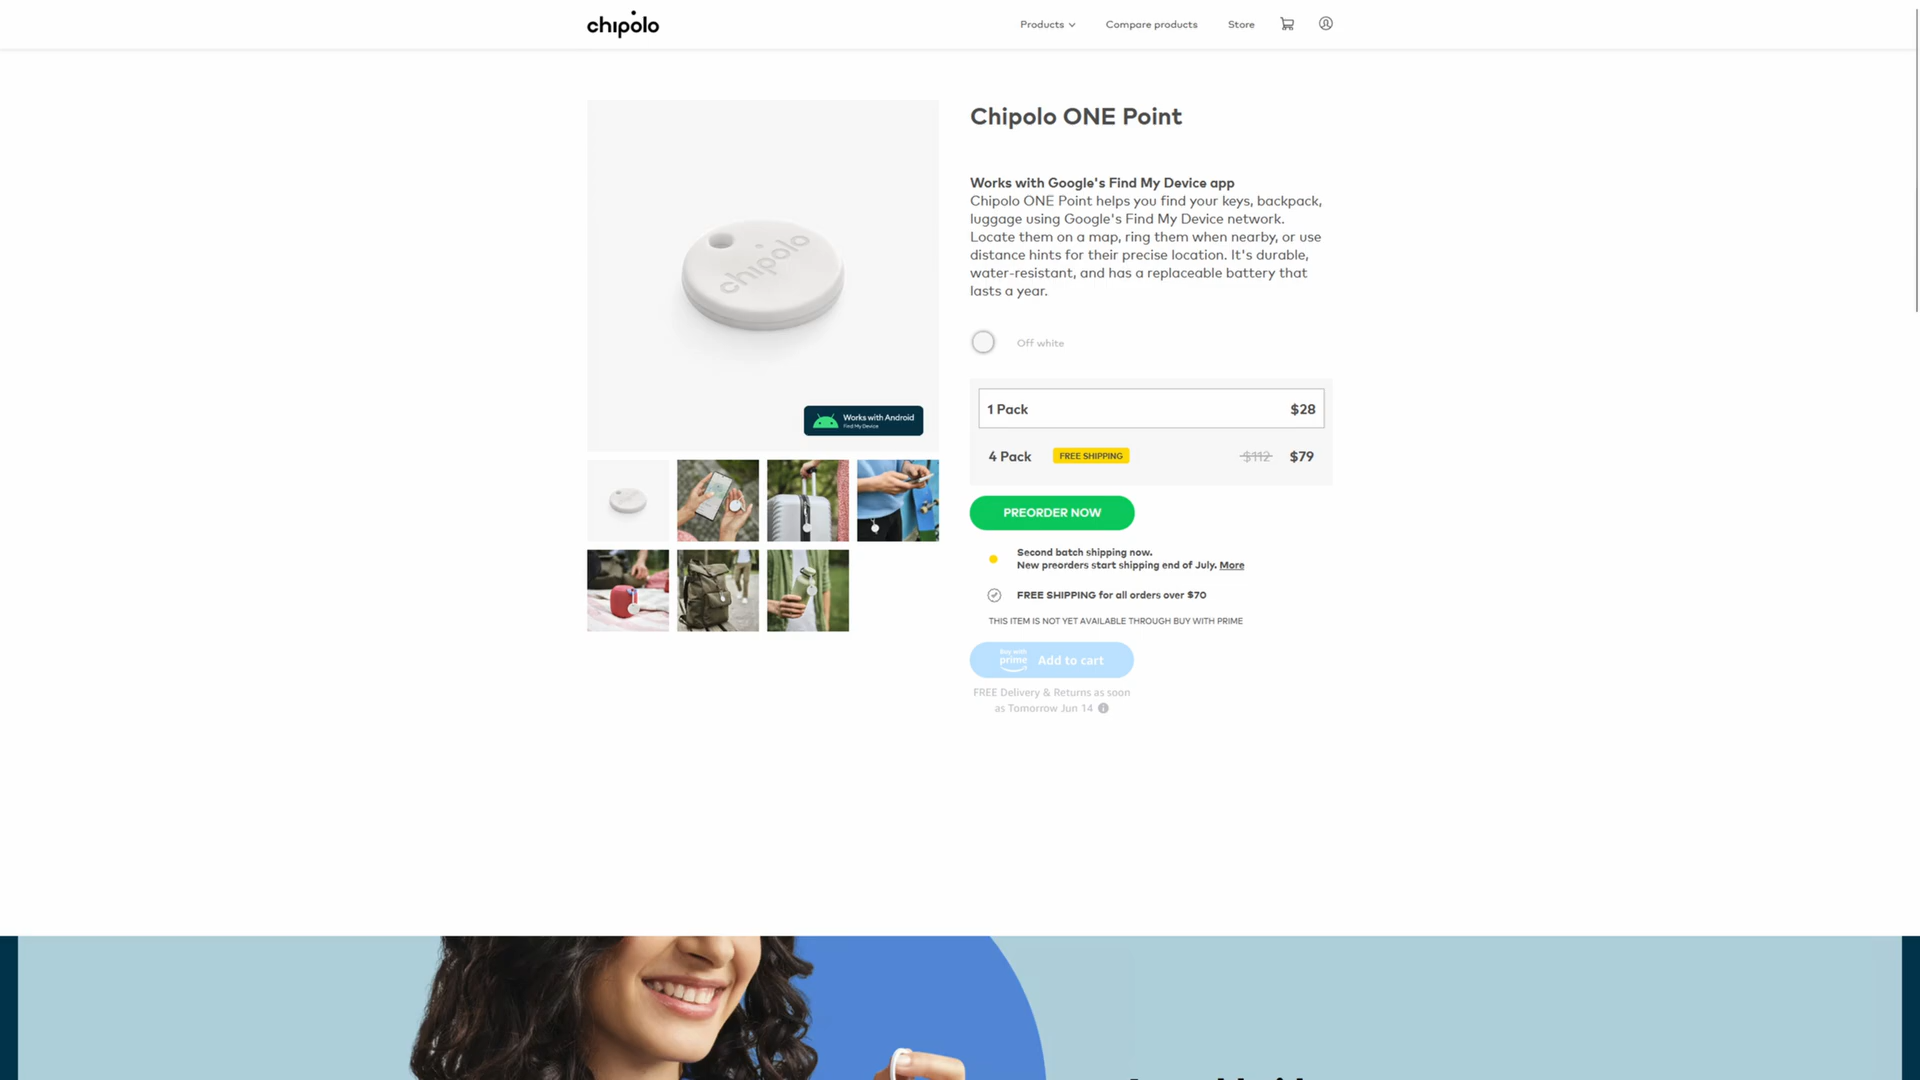 chipolo
Products
Compare products
Store
Chipolo ONE Point
Works with Google's Find My Device app
Chipolo ONE Point helps you find your keys, backpack,
luggage using Google's Find My Device network.
Locate them on a map, ring them when nearby, or use
distance hints for their precise location. It's durable,
water-resistant, and has a replaceable battery that
lasts a year.
chipolo
Works with Android
Find My Device
Off white
1 Pack $28
4 Pack FREE SHIPPING $112 $79
PREORDER NOW
Second batch shipping now.
New preorders start shipping end of July. More
FREE SHIPPING for all orders over $70
THIS ITEM IS NOT YET AVAILABLE THROUGH BUY WITH PRIME
Buy with
prime
Add to cart
FREE Delivery & Returns as soon
as Tomorrow Jun 14